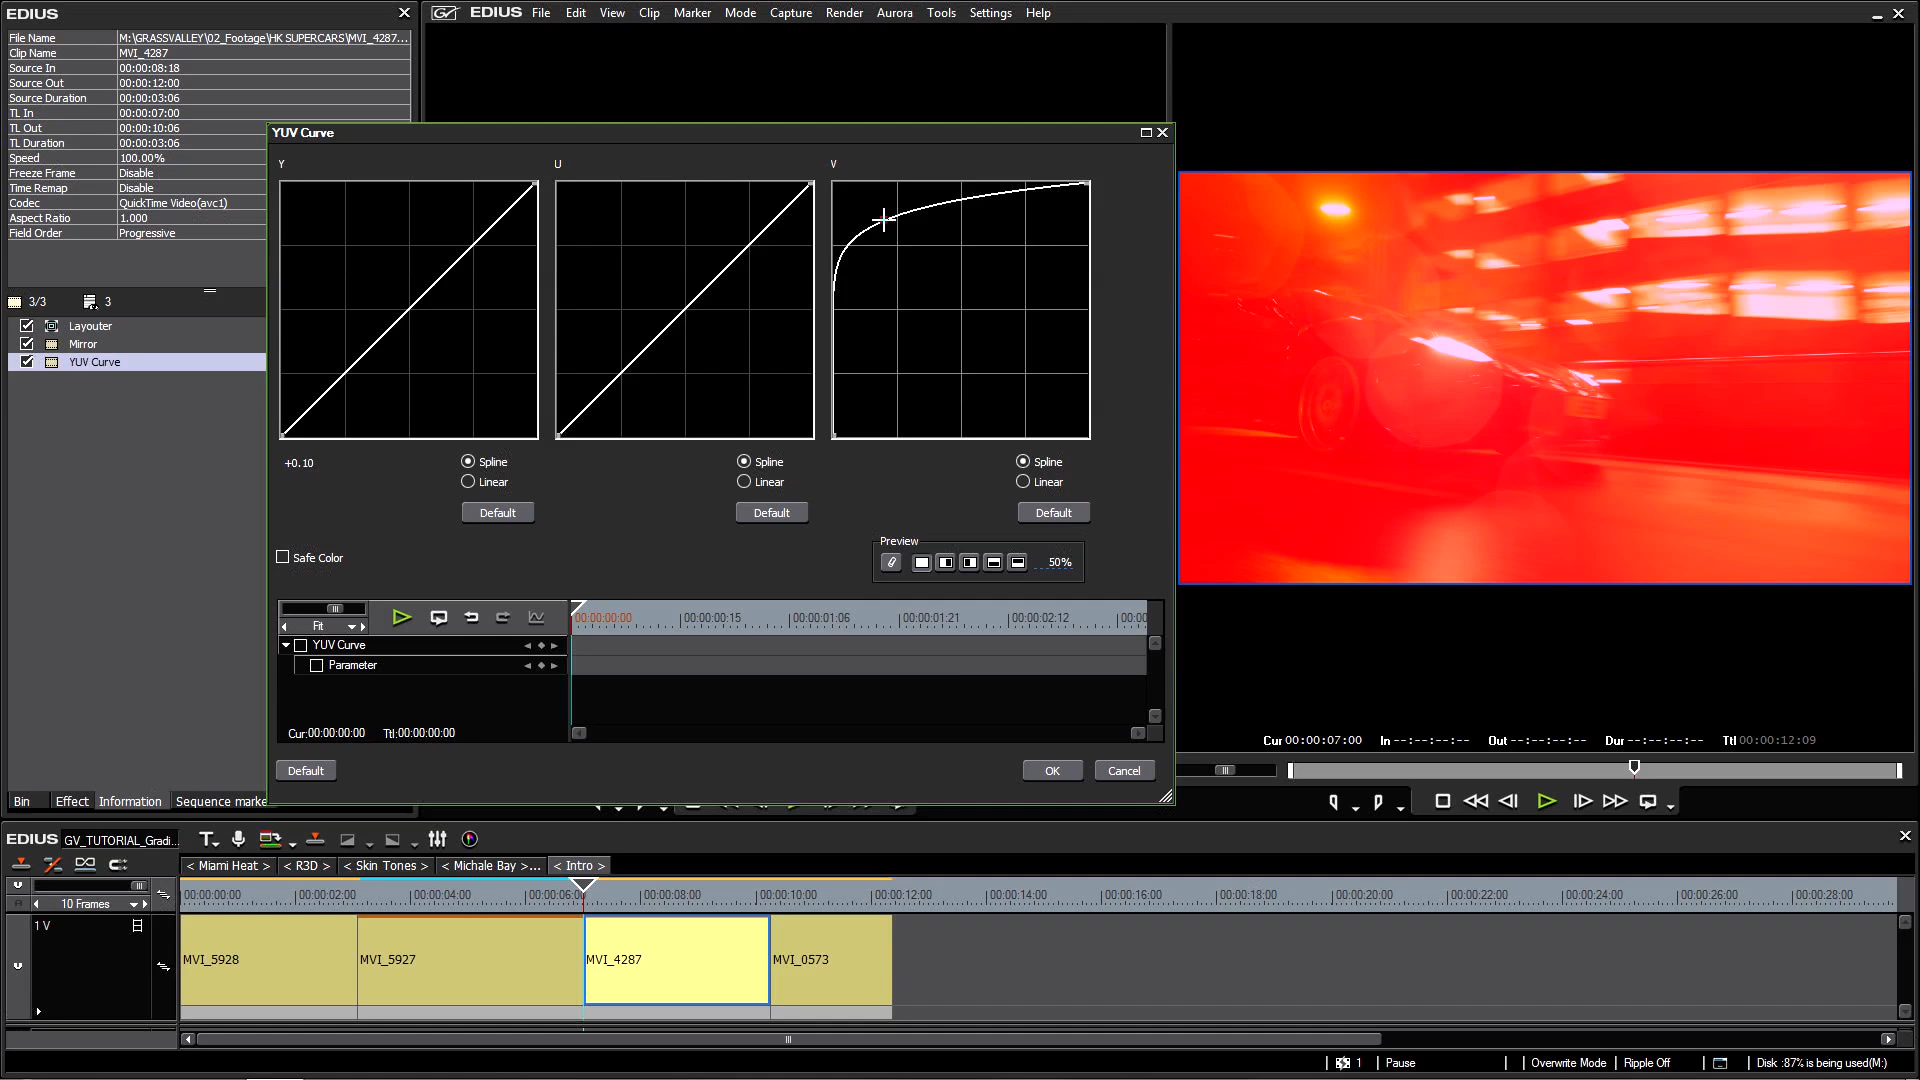 EDIUS
File Name M:\GRASSVALLEY\02_Footage\HK SUPERCARS\MVI_4287...
Clip Name MVI_4287
Source In 00:00:08:18
Source Out 00:00:12:00
Source Duration 00:00:03:06
TL In 00:00:07:00
TL Out 00:00:10:06
TL Duration 00:00:03:06
Speed 100.00%
Freeze Frame Disable
Time Remap Disable
Codec QuickTime Video(avc1)
Aspect Ratio 1.000
Field Order Progressive
3/3 3
Layouter
Mirror
YUV Curve
Bin Effect Information Sequence marke
EDIUS File Edit View Clip Marker Mode Capture Render Aurora Tools Settings Help
YUV Curve
Y U V
+0.10
Spline Spline Spline
Linear Linear Linear
Default Default Default
Safe Color
Preview
50%
Fit
00:00:00:00 00:00:00:15 00:00:01:06 00:00:01:21 00:00:02:12 00:00
YUV Curve
Parameter
Cur:00:00:00:00 Ttl:00:00:00:00
Default OK Cancel
Cur 00:00:07:00 In --:--:--:-- Out --:--:--:-- Dur --:--:--:-- Ttl 00:00:12:09
EDIUS GV_TUTORIAL_Gradi... T
< Miami Heat > < R3D > < Skin Tones > < Michale Bay >... < Intro >
10 Frames
00:00:00:00 00:00:02:00 00:00:04:00 00:00:06:00 00:00:08:00 00:00:10:00 00:00:12:00 00:00:14:00 00:00:16:00 00:00:18:00 00:00:20:00 00:00:22:00 00:00:24:00 00:00:26:00 00:00:28:00
1 V
MVI_5928 MVI_5927 MVI_4287 MVI_0573
1 Pause Overwrite Mode Ripple Off Disk :87% is being used(M:)